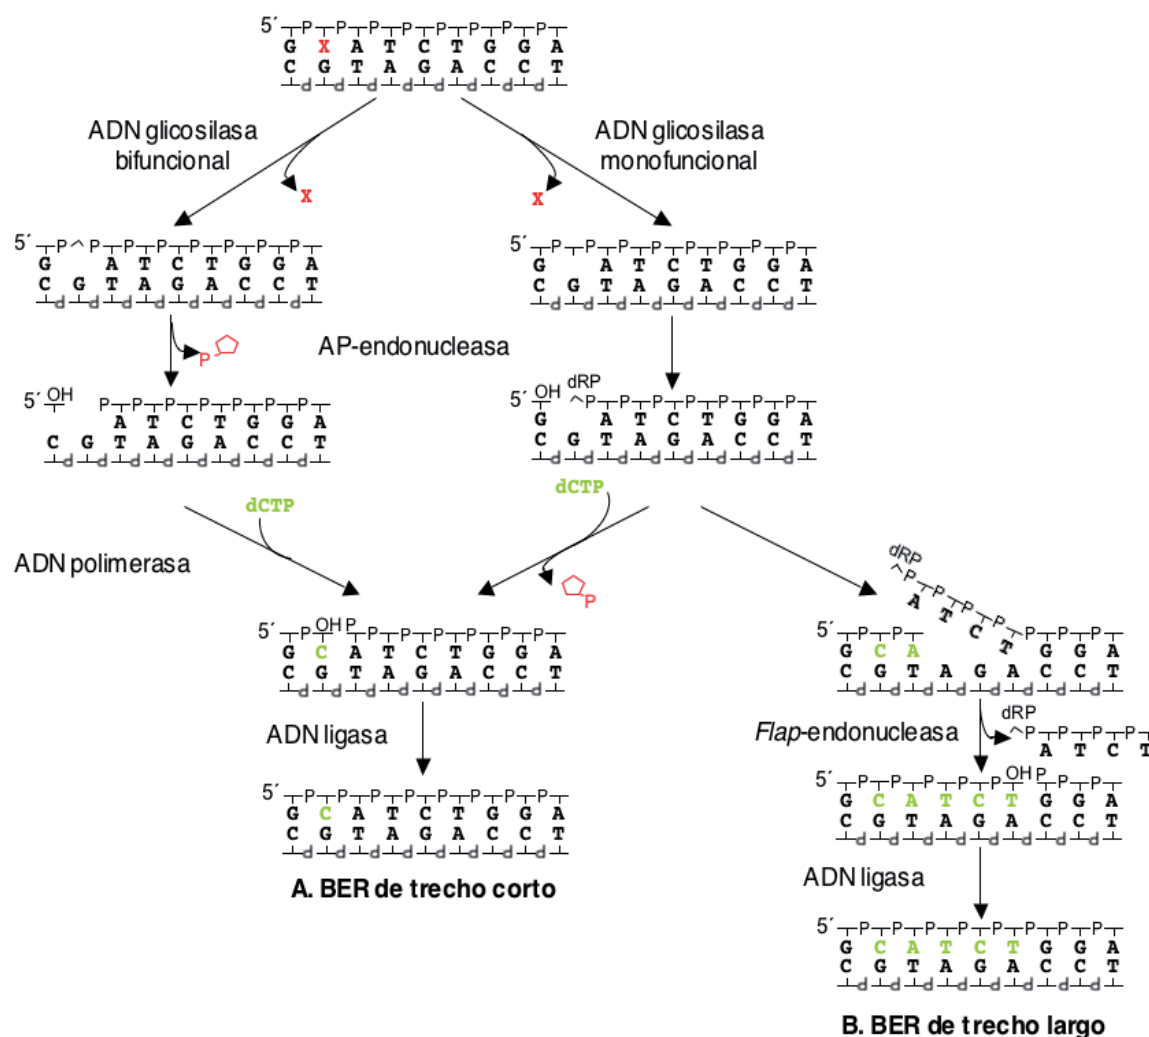 5´ P P P P P P P P
G X A T C T G G A
C G T A G A C C T
P P P P P P P P
ADN glicosilasa
bifuncional
X
ADN glicosilasa
monofuncional
X
5´ P ^ P P P P P P P
G A T C T G G A
C G T A G A C C T
P P P P P P P P
5´ P P P P P P P P
G A T C T G G A
C G T A G A C C T
P P P P P P P P
P
AP-endonucleasa
5´ OH P P P P P P P
A T C T G G A
C G T A G A C C T
P P P P P P P P
dRP
5´ OH ^P P P P P P P
G A T C T G G A
C G T A G A C C T
P P P P P P P P
dCTP
dCTP
ADN polimerasa
P
5´ P OH P P P P P P P
G C A T C T G G A
C G T A G A C C T
P P P P P P P P
dRP
^P P P P P
A T C T
5´ P P P P P
G C A G G A
C G T A G A C C T
P P P P P P P P
ADN ligasa
5´ P P P P P P P P
G C A T C T G G A
C G T A G A C C T
P P P P P P P P
A. BER de trecho corto
Flap-endonucleasa
dRP
^P P P P P
A T C T
5´ P P P P P OH P P P
G C A T C T G G A
C G T A G A C C T
P P P P P P P P
ADN ligasa
5´ P P P P P P P P
G C A T C T G G A
C G T A G A C C T
P P P P P P P P
B. BER de trecho largo